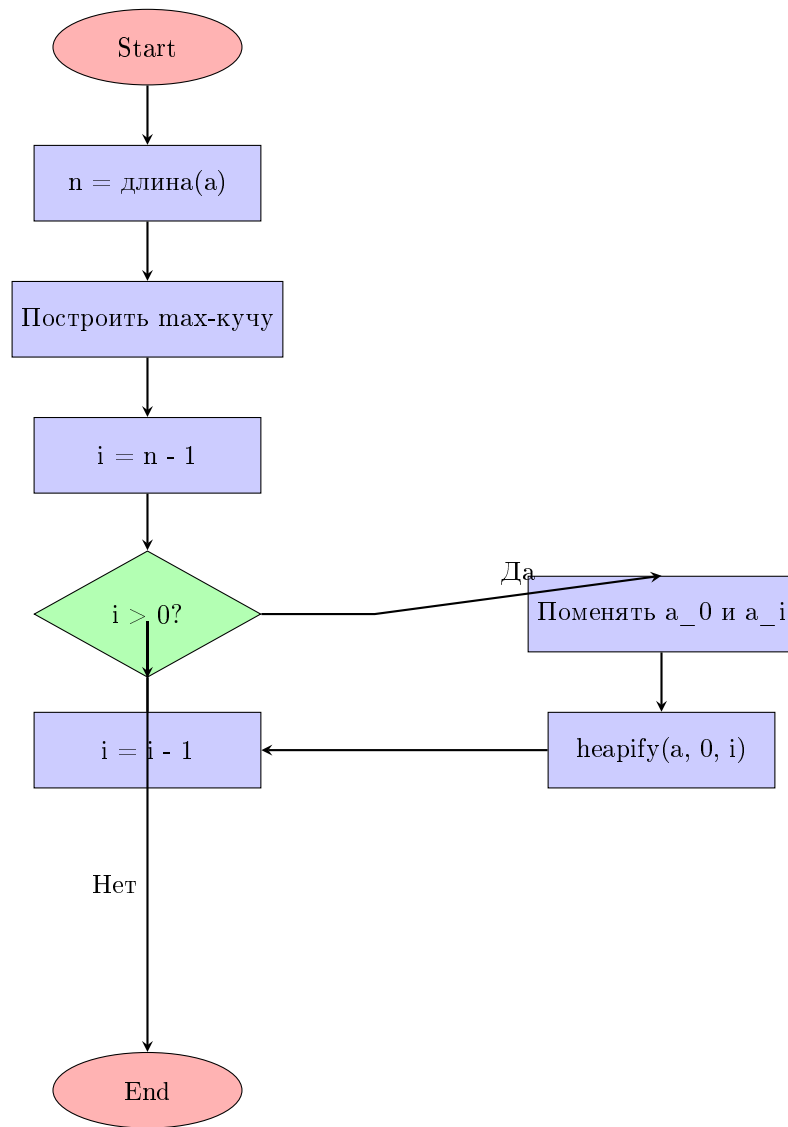 Start
n = длина(a)
Построить max-кучу
i = n - 1
i > 0?
Да
Поменять a_0 и a_i
heapify(a, 0, i)
i = i - 1
Нет
End